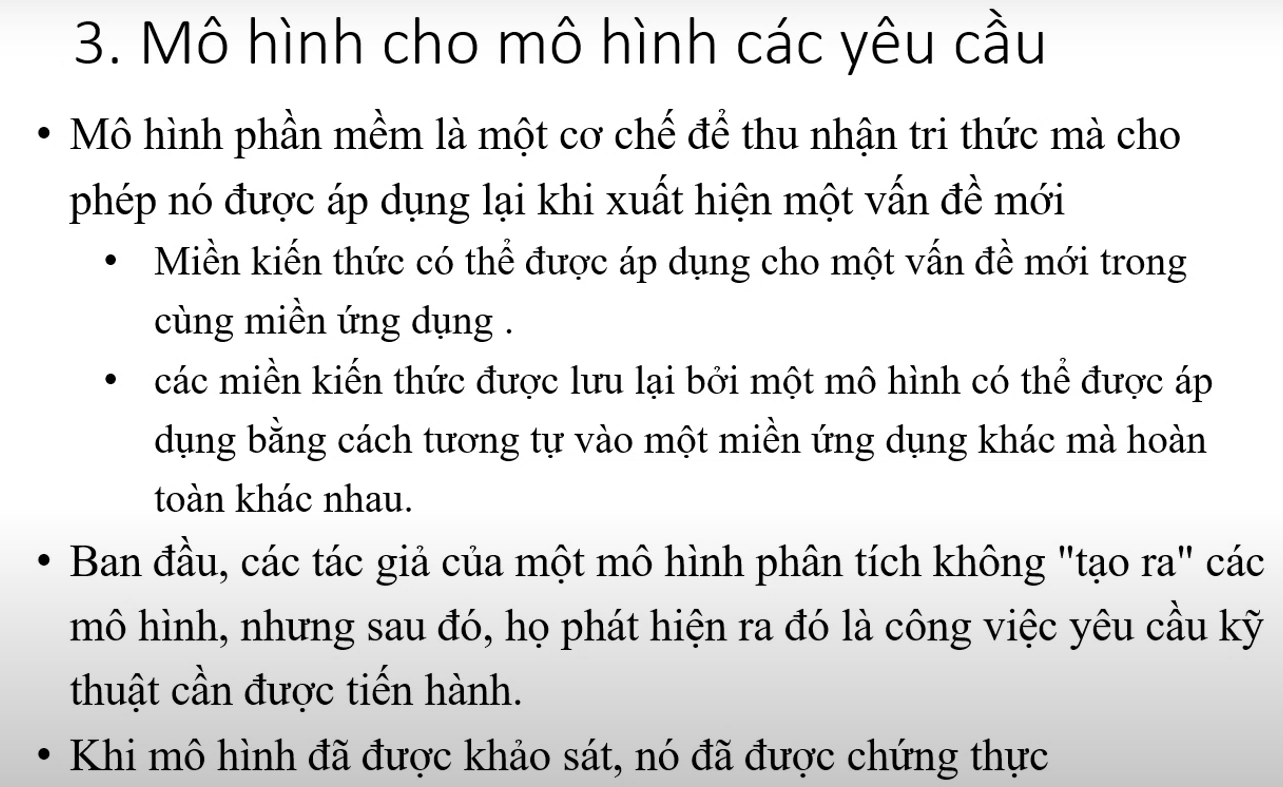 3. Mô hình cho mô hình các yêu cầu
• Mô hình phần mềm là một cơ chế để thu nhận tri thức mà cho
phép nó được áp dụng lại khi xuất hiện một vấn đề mới
• Miền kiến thức có thể được áp dụng cho một vấn đề mới trong
cùng miền ứng dụng .
• các miền kiến thức được lưu lại bởi một mô hình có thể được áp
dụng bằng cách tương tự vào một miền ứng dụng khác mà hoàn
toàn khác nhau.
• Ban đầu, các tác giả của một mô hình phân tích không "tạo ra" các
mô hình, nhưng sau đó, họ phát hiện ra đó là công việc yêu cầu kỹ
thuật cần được tiến hành.
• Khi mô hình đã được khảo sát, nó đã được chứng thực